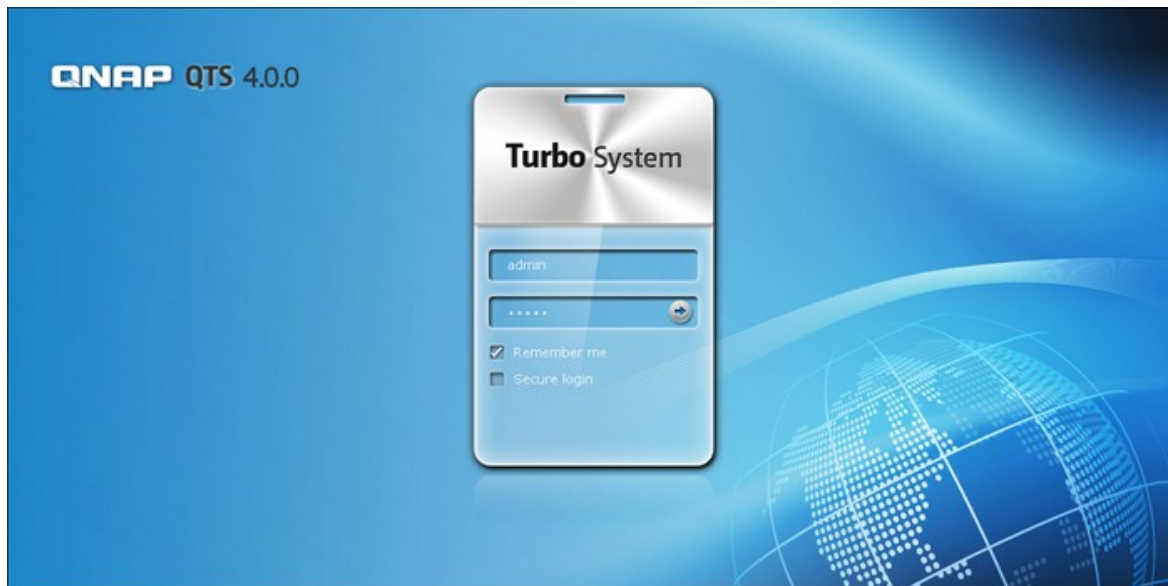 QNAP QTS 4.0.0
Turbo System
admin
•••••
Remember me
Secure login